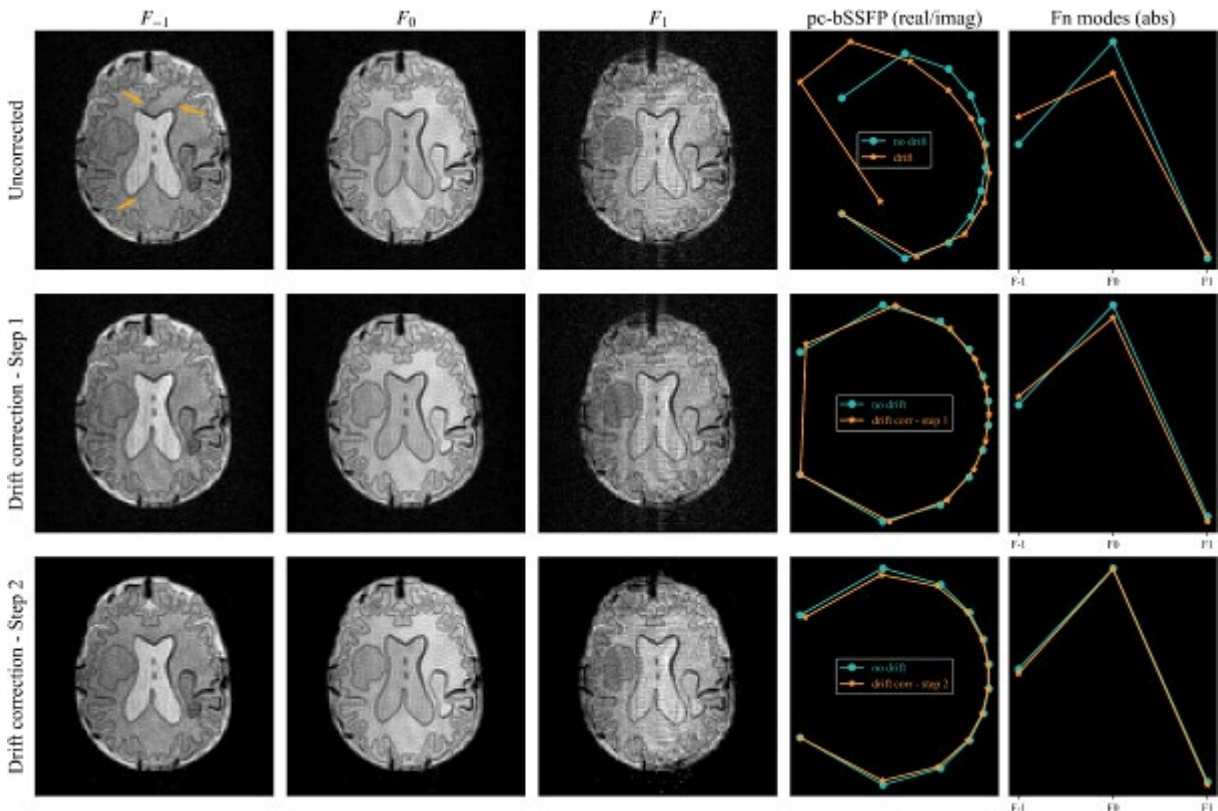 F₋₁ F₀ F₁ pc-bSSFP (real/imag) Fn modes (abs)
Uncorrected
no drift
drift
F-1 F0 F1
Drift correction - Step 1
no drift
drift corr - step 1
F-1 F0 F1
Drift correction - Step 2
no drift
drift corr - step 2
F-1 F0 F1